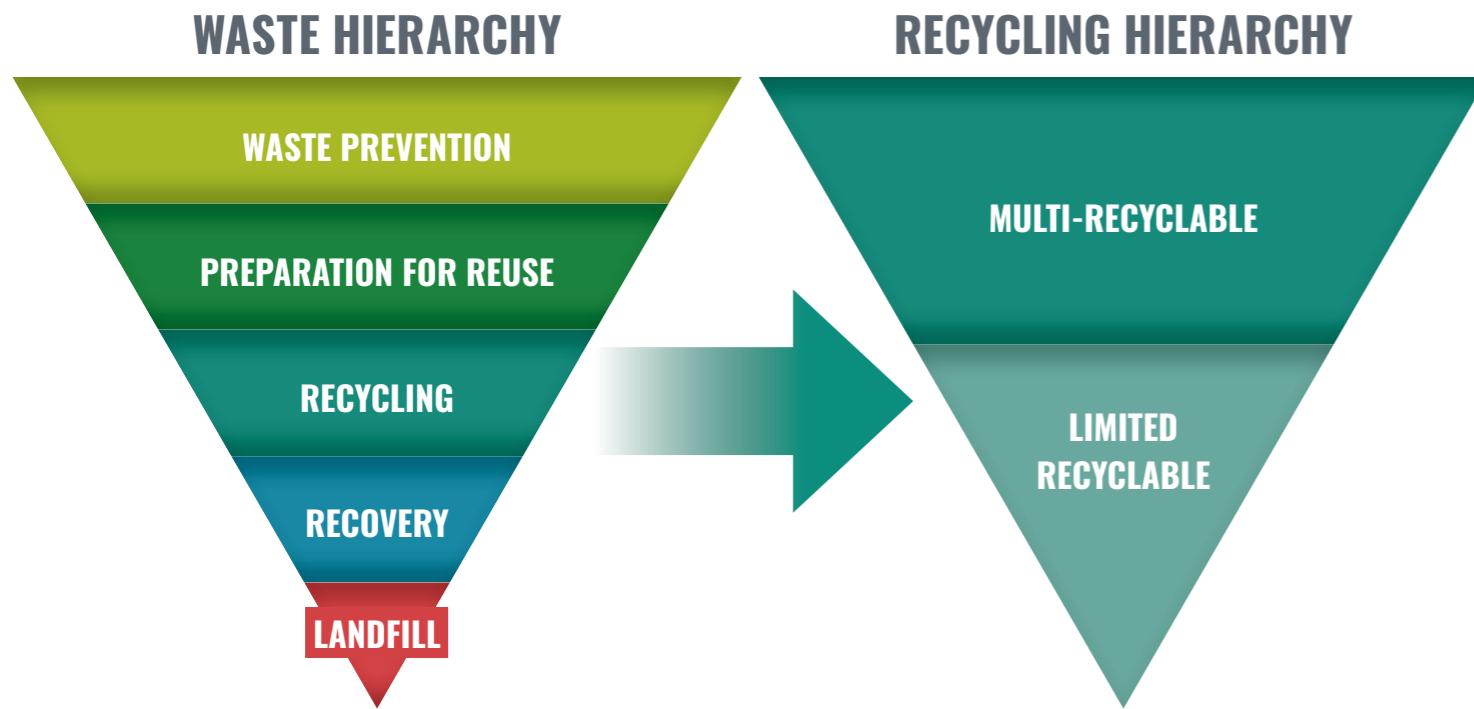 WASTE HIERARCHY
WASTE PREVENTION
PREPARATION FOR REUSE
RECYCLING
RECOVERY
LANDFILL
RECYCLING HIERARCHY
MULTI-RECYCLABLE
LIMITED
RECYCLABLE